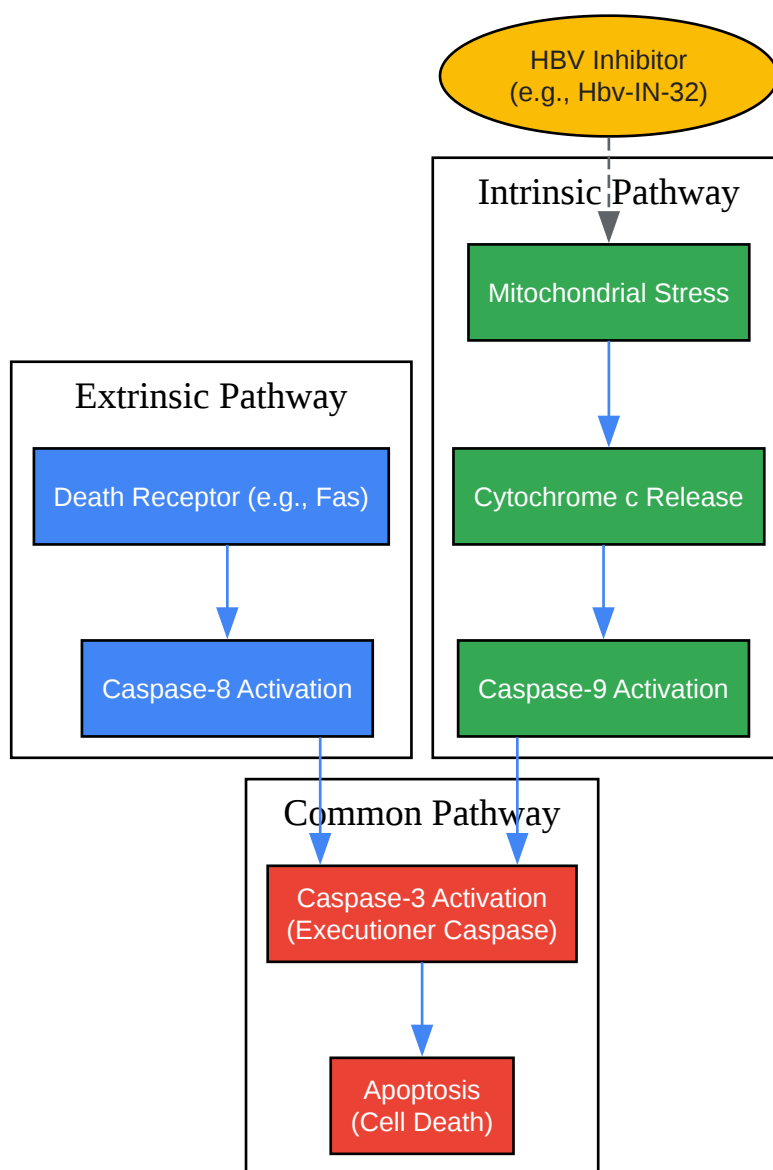 HBV Inhibitor
(e.g., Hbv-IN-32)
Intrinsic Pathway
Mitochondrial Stress
Extrinsic Pathway
Death Receptor (e.g., Fas)
Cytochrome c Release
Caspase-8 Activation
Caspase-9 Activation
Common Pathway
Caspase-3 Activation
(Executioner Caspase)
Apoptosis
(Cell Death)